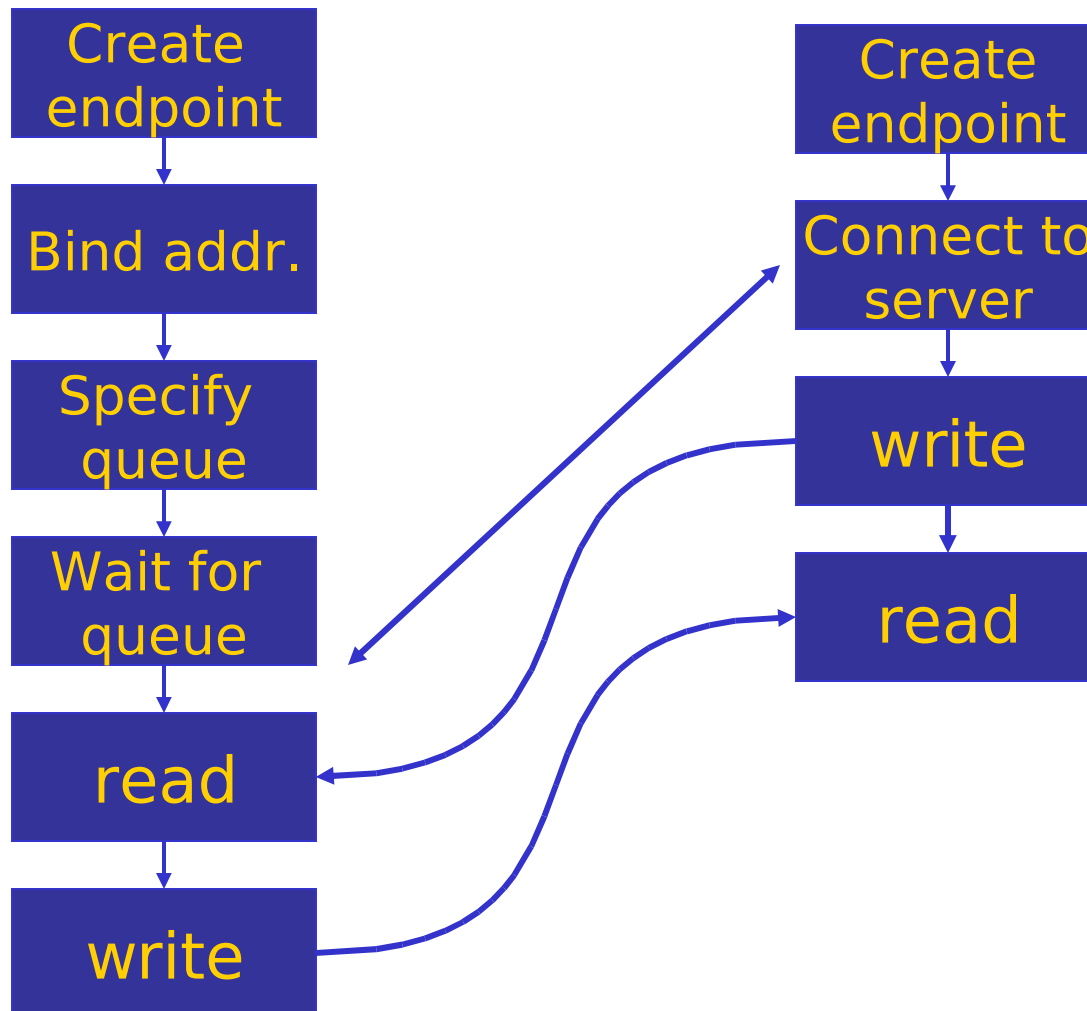 Create
endpoint
Bind addr.
Specify
queue
Wait for
queue
read
write
Create
endpoint
Connect to
server
write
read